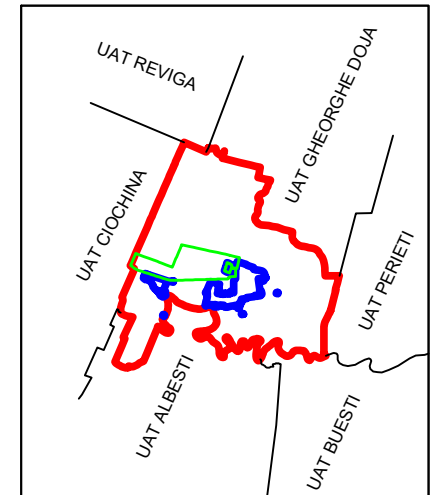 UAT REVIGA
UAT GHEORGHE DOJA
UAT CIOCHINA
UAT PERIETI
UAT ALBESTI
UAT BUESTI